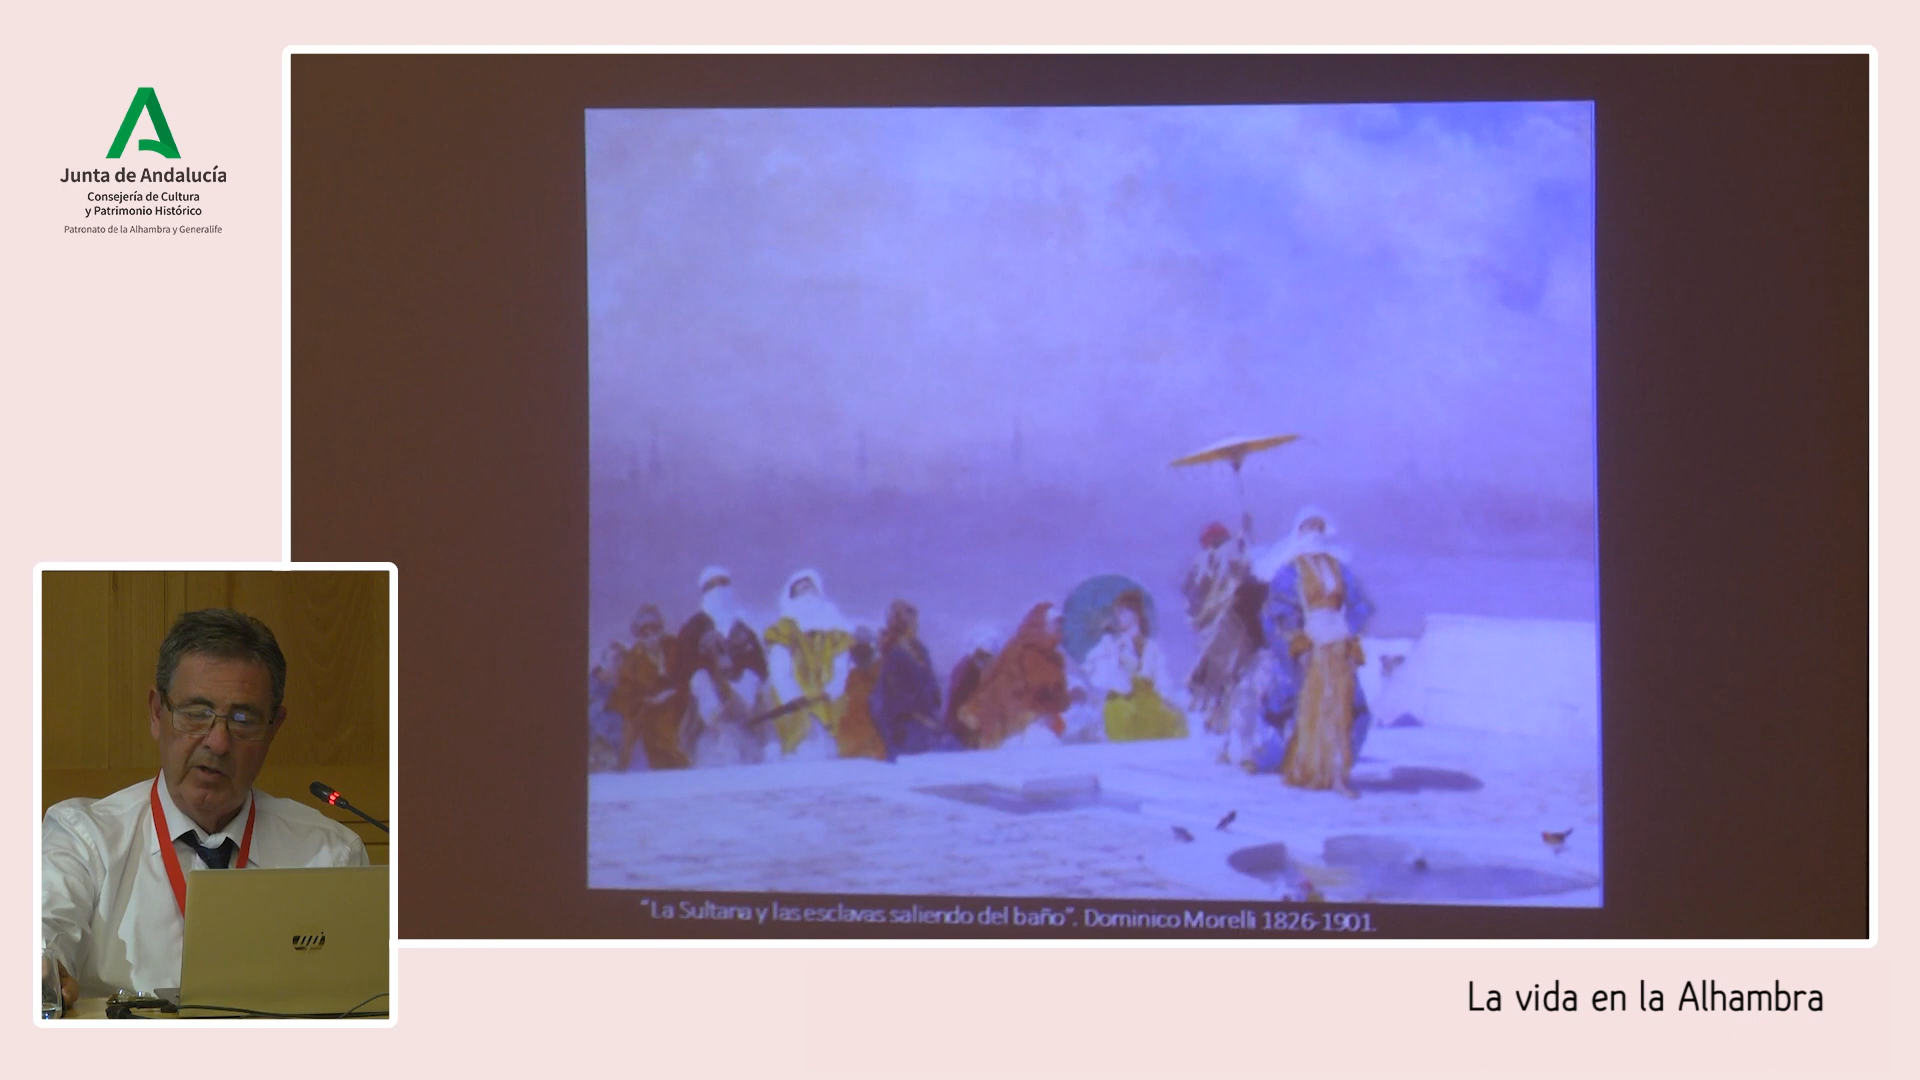 Junta de Andalucía
Consejería de Cultura
y Patrimonio Histórico
Patronato de la Alhambra y Generalife
"La Sultana y las esclavas saliendo del baño". Dominico Morelli 1826-1901.
hp
La vida en la Alhambra